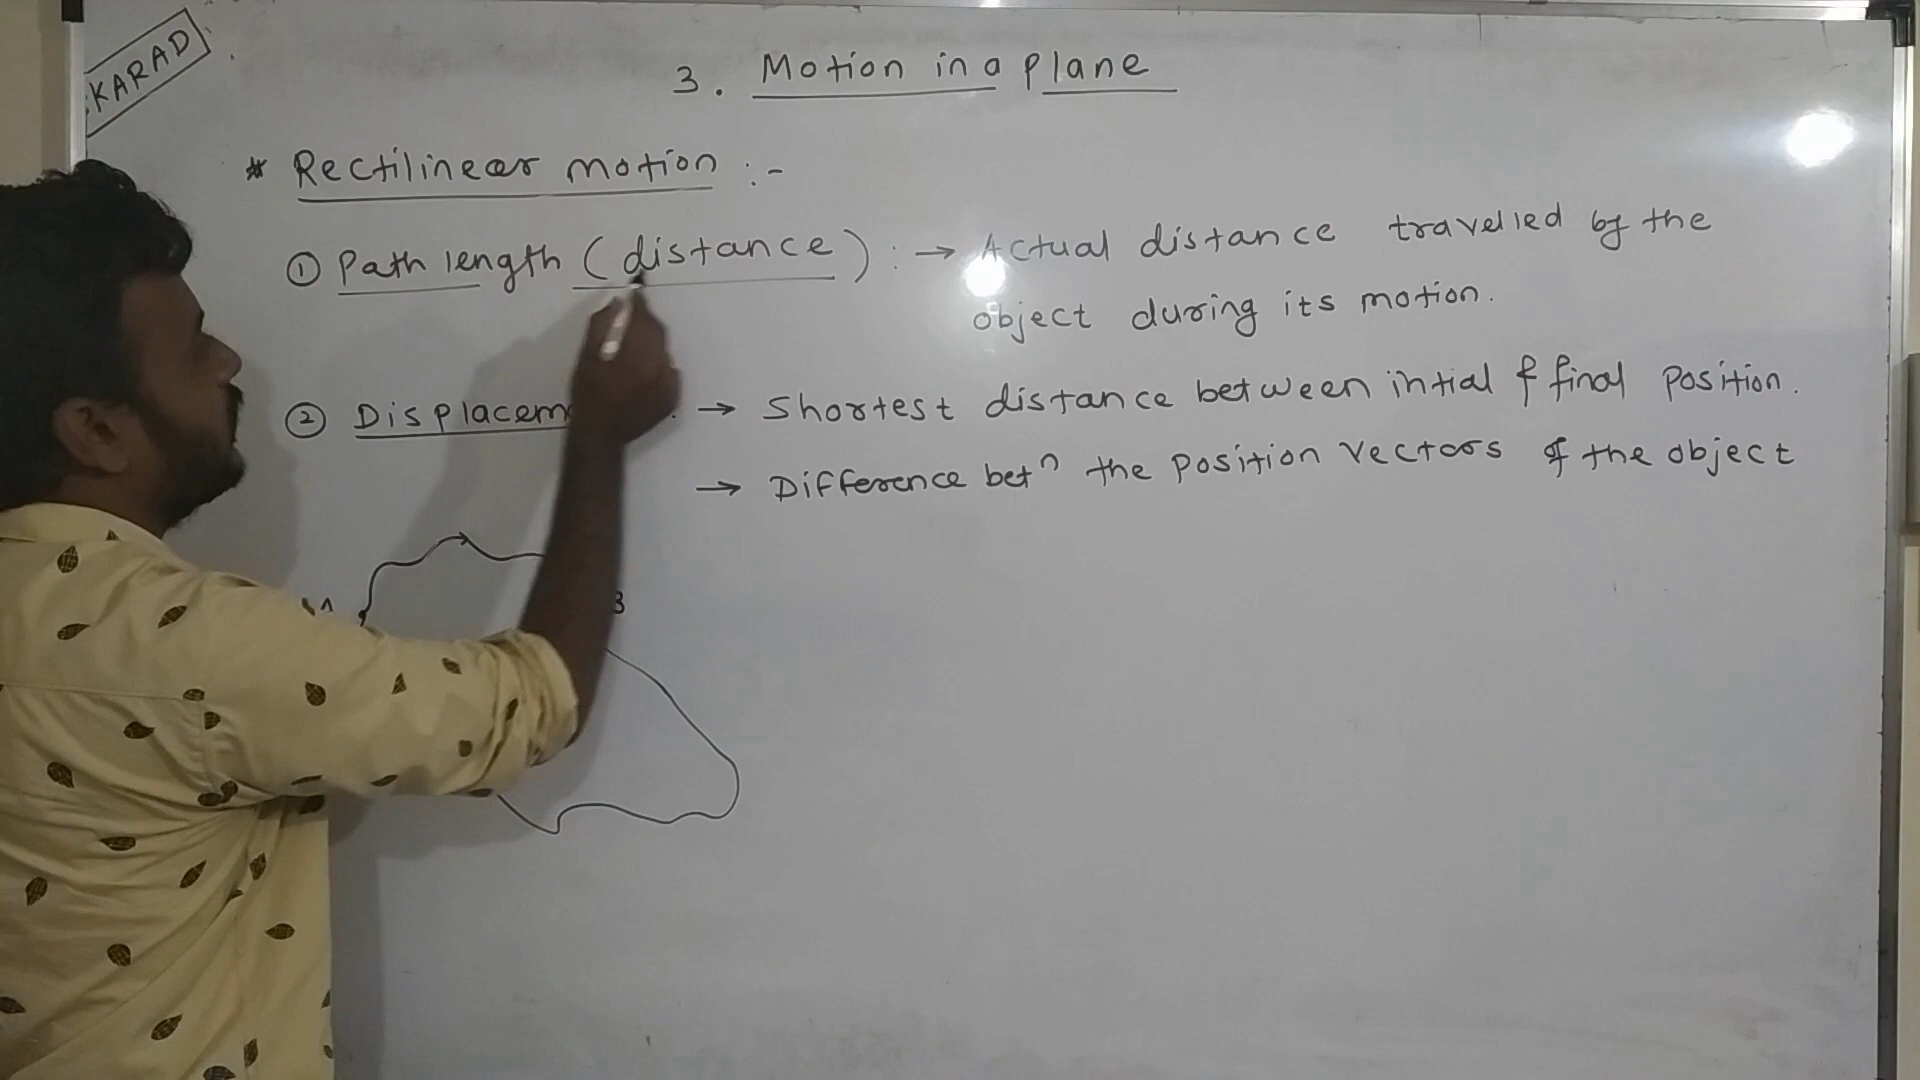 KARAD
3. Motion in a plane
* Rectilinear motion :-
① Path length (distance) : → Actual distance travelled by the
object during its motion.
② Displacem : → Shortest distance between intial & final position.
→ Difference betⁿ the position vectors of the object
A
B